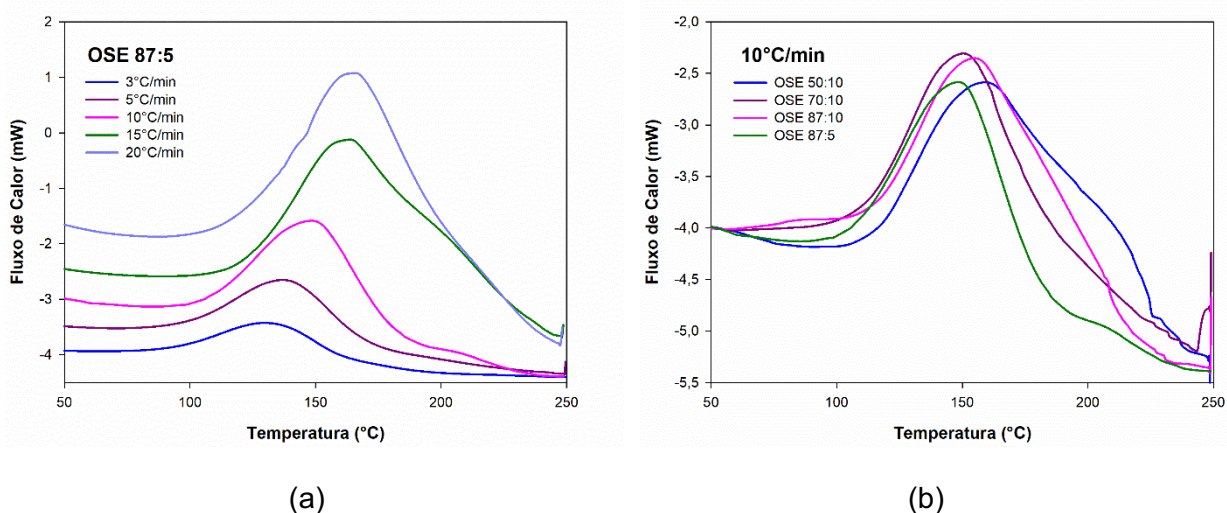 OSE 87:5
3°C/min
5°C/min
10°C/min
15°C/min
20°C/min
Fluxo de Calor (mW)
2
1
0
-1
-2
-3
-4
50
100
150
200
250
Temperatura (°C)
(a)
10°C/min
OSE 50:10
OSE 70:10
OSE 87:10
OSE 87:5
Fluxo de Calor (mW)
-2,0
-2,5
-3,0
-3,5
-4,0
-4,5
-5,0
-5,5
50
100
150
200
250
Temperatura (°C)
(b)